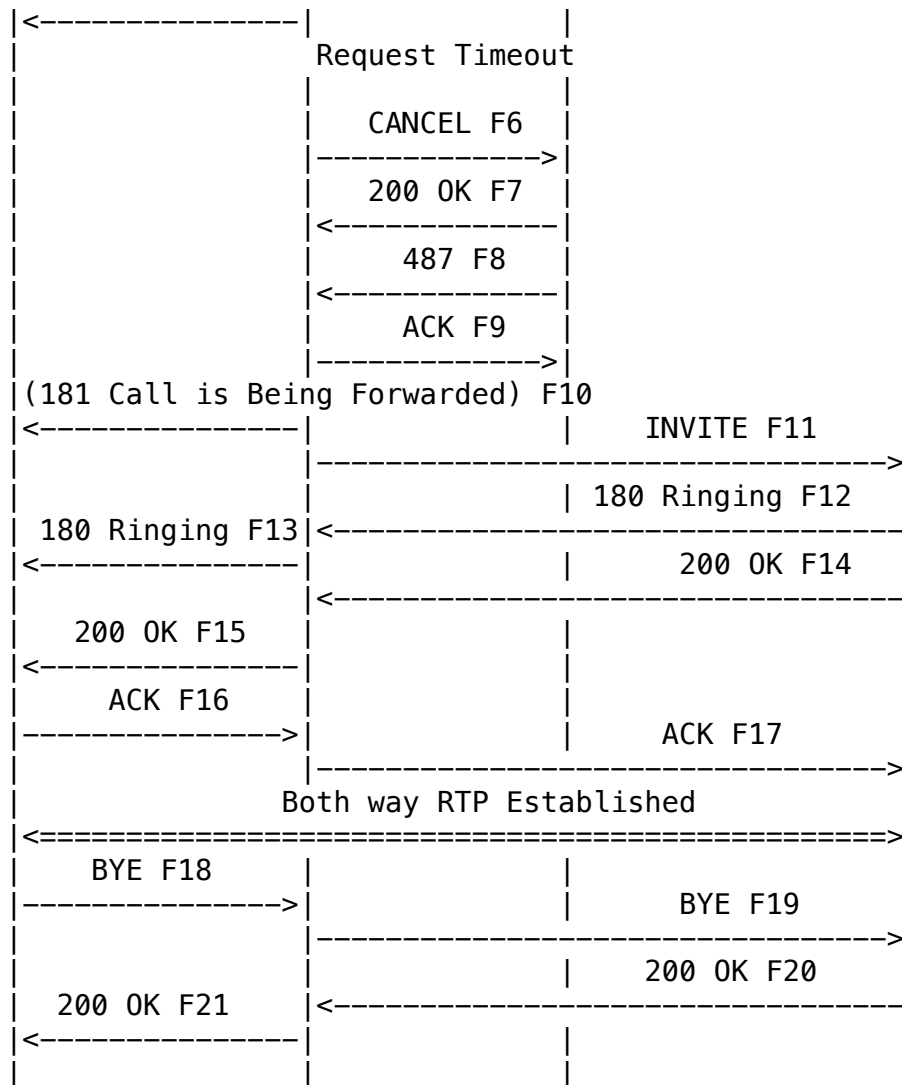 Request Timeout
CANCEL F6
200 OK F7
487 F8
ACK F9
(181 Call is Being Forwarded) F10
INVITE F11
180 Ringing F12
180 Ringing F13
200 OK F14
200 OK F15
ACK F16
ACK F17
Both way RTP Established
BYE F18
BYE F19
200 OK F20
200 OK F21